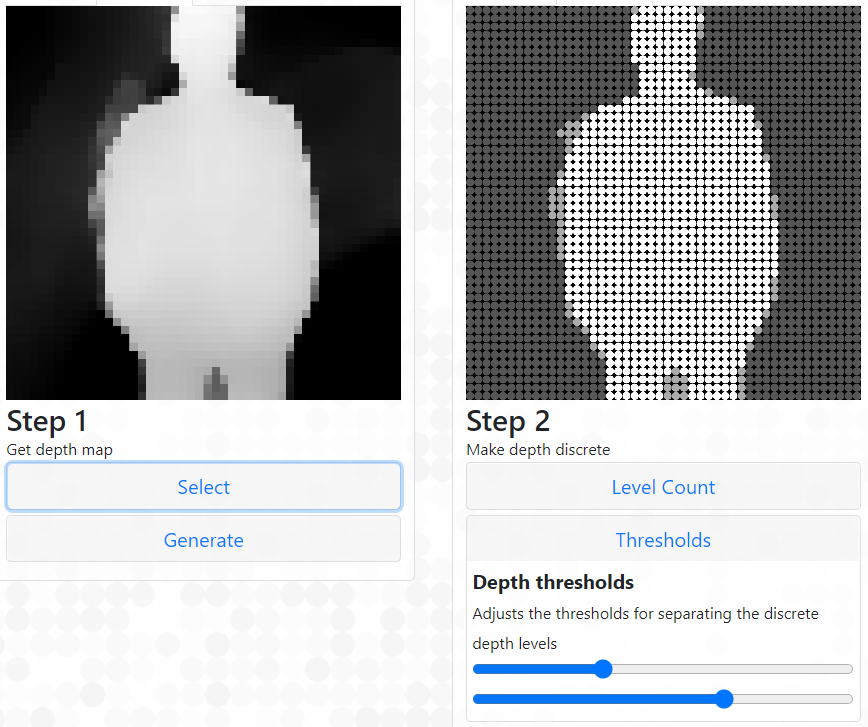 Step 1
Get depth map
Select
Generate
Step 2
Make depth discrete
Level Count
Thresholds
Depth thresholds
Adjusts the thresholds for separating the discrete
depth levels